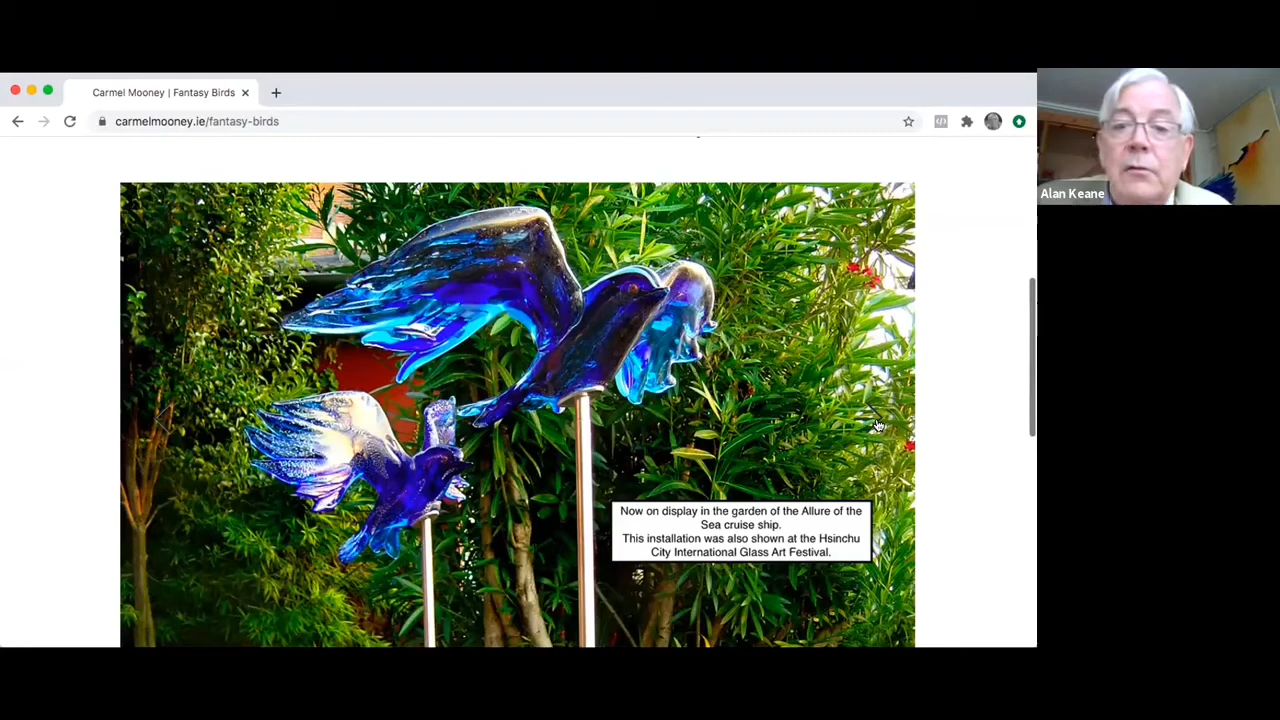 Carmel Mooney | Fantasy Birds
carmelmooney.ie/fantasy-birds
Alan Keane
Now on display in the garden of the Allure of the
Sea cruise ship.
This installation was also shown at the Hsinchu
City International Glass Art Festival.